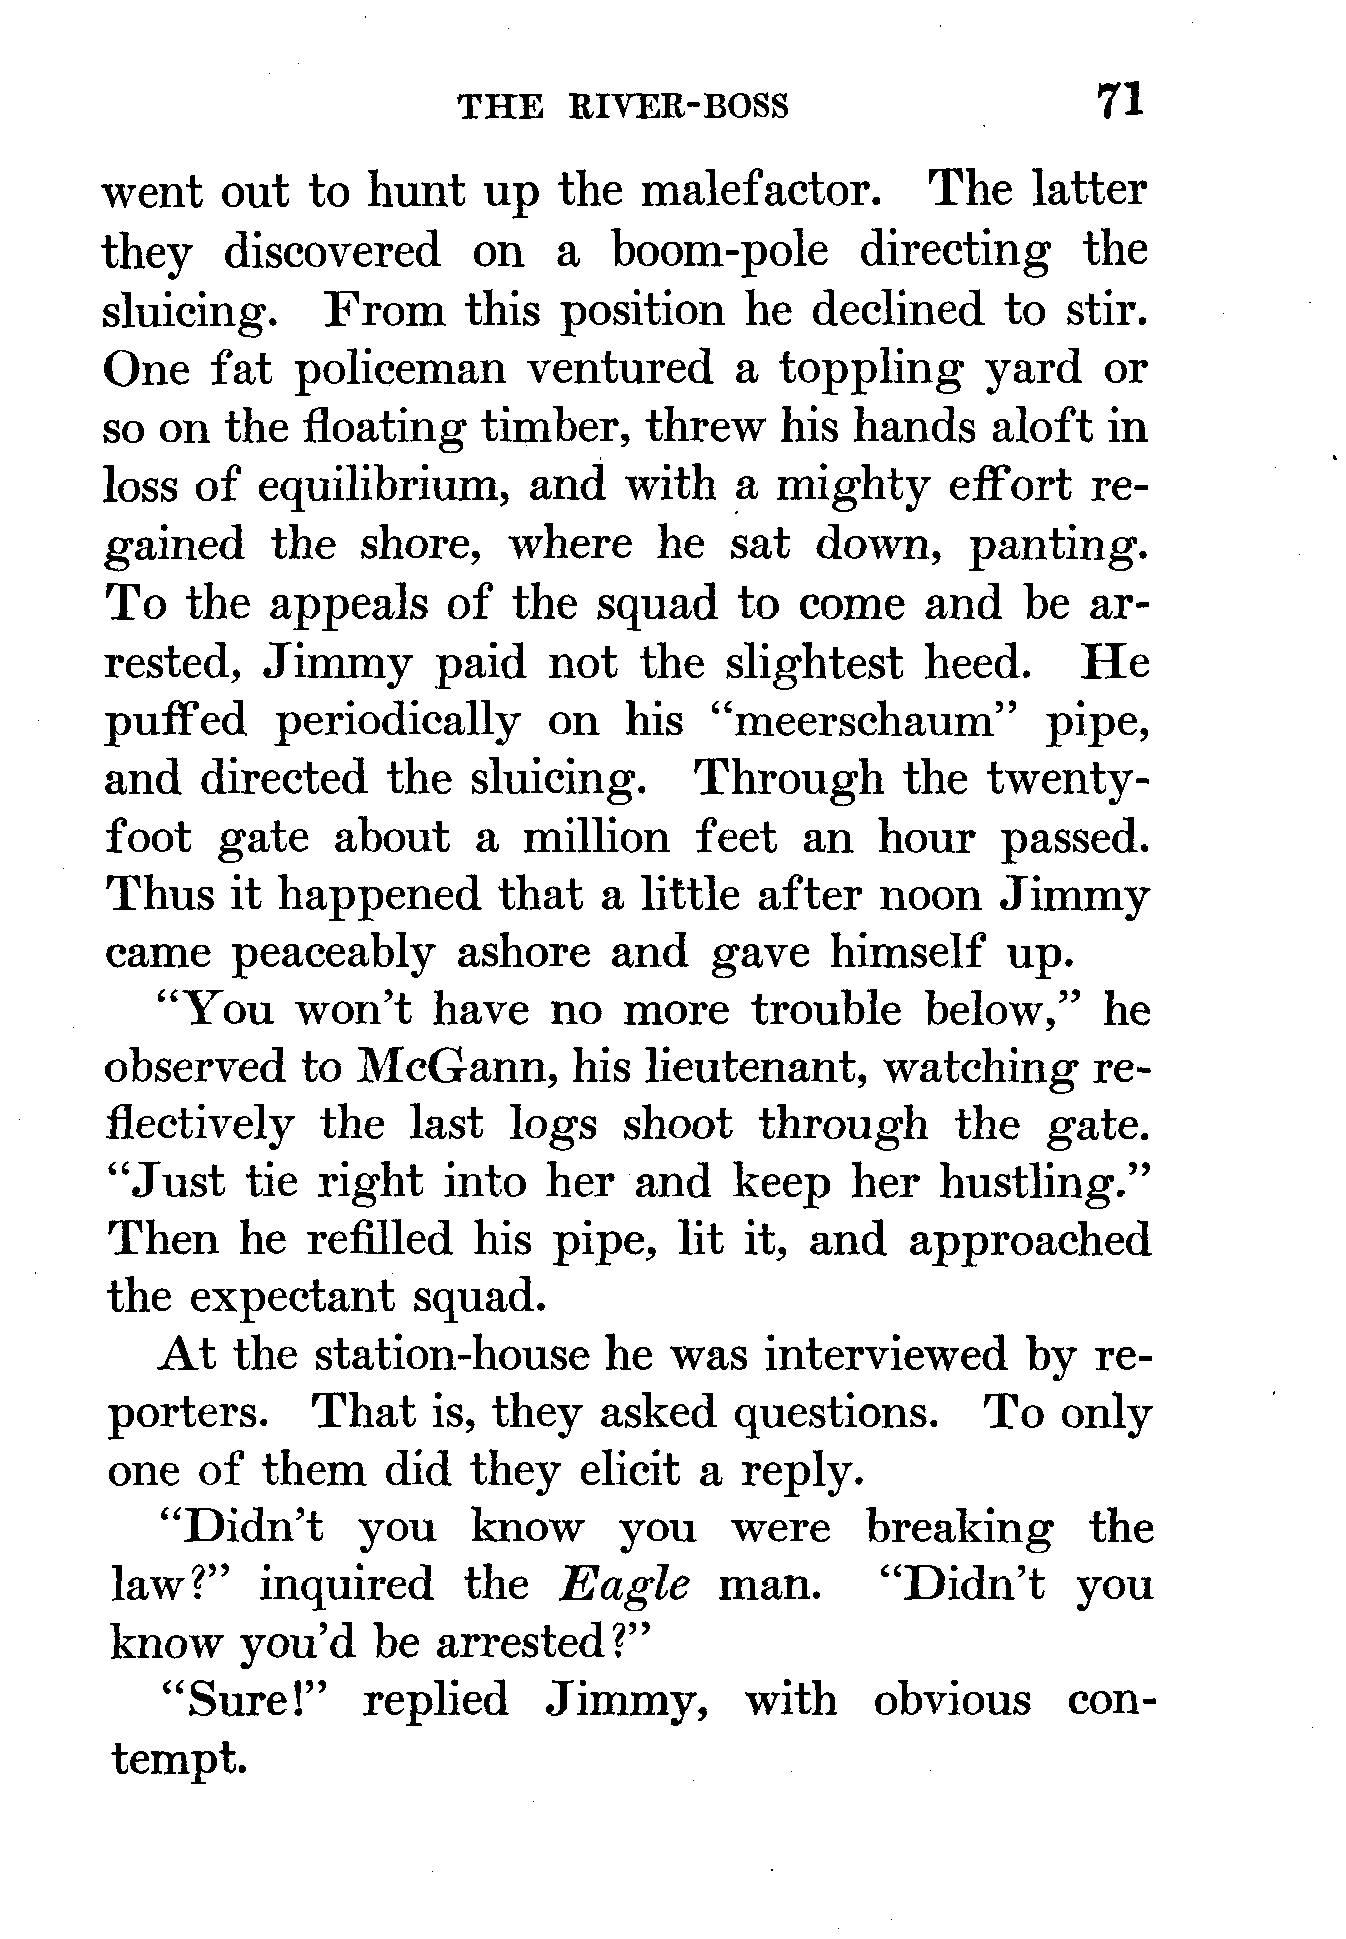 THE RIVER-BOSS 71
went out to hunt up the malefactor. The latter
they discovered on a boom-pole directing the
sluicing. From this position he declined to stir.
One fat policeman ventured a toppling yard or
so on the floating timber, threw his hands aloft in
loss of equilibrium, and with a mighty effort re-
gained the shore, where he sat down, panting.
To the appeals of the squad to come and be ar-
rested, Jimmy paid not the slightest heed. He
puffed periodically on his “meerschaum” pipe,
and directed the sluicing. Through the twenty-
foot gate about a million feet an hour passed.
Thus it happened that a little after noon Jimmy
came peaceably ashore and gave himself up.
“You won’t have no more trouble below,” he
observed to McGann, his lieutenant, watching re-
flectively the last logs shoot through the gate.
“Just tie right into her and keep her hustling.”
Then he refilled his pipe, lit it, and approached
the expectant squad.
At the station-house he was interviewed by re-
porters. That is, they asked questions. To only
one of them did they elicit a reply.
“Didn’t you know you were breaking the
law?” inquired the Eagle man. “Didn’t you
know you’d be arrested?”
“Sure!” replied Jimmy, with obvious con-
tempt.